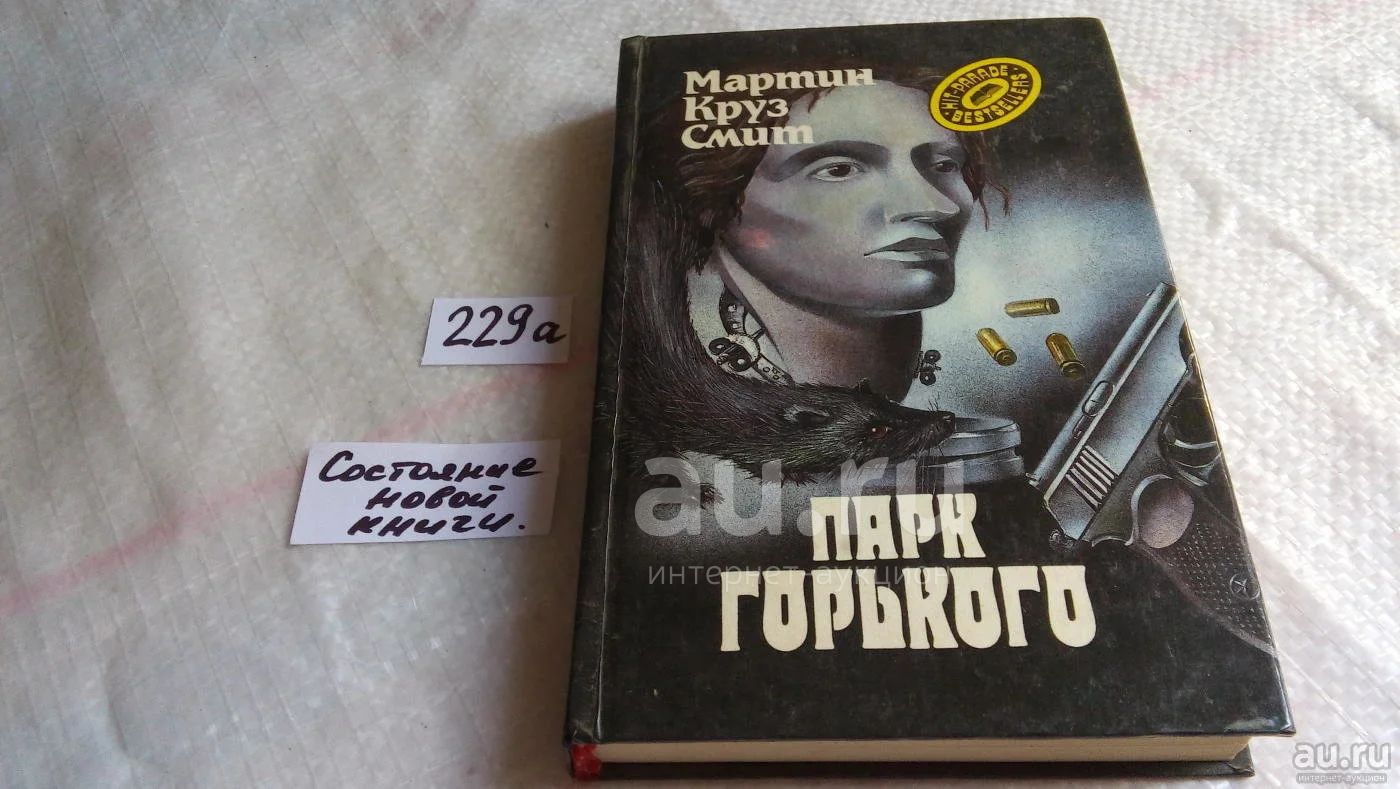 Мартин
Круз
Смит
HIT-PARADE
BESTSELLERS
229а
Состояние
новой
книги.
au.ru
интернет-аукцион
ПАРК
ГОРЬКОГО
au.ru
интернет-аукцион